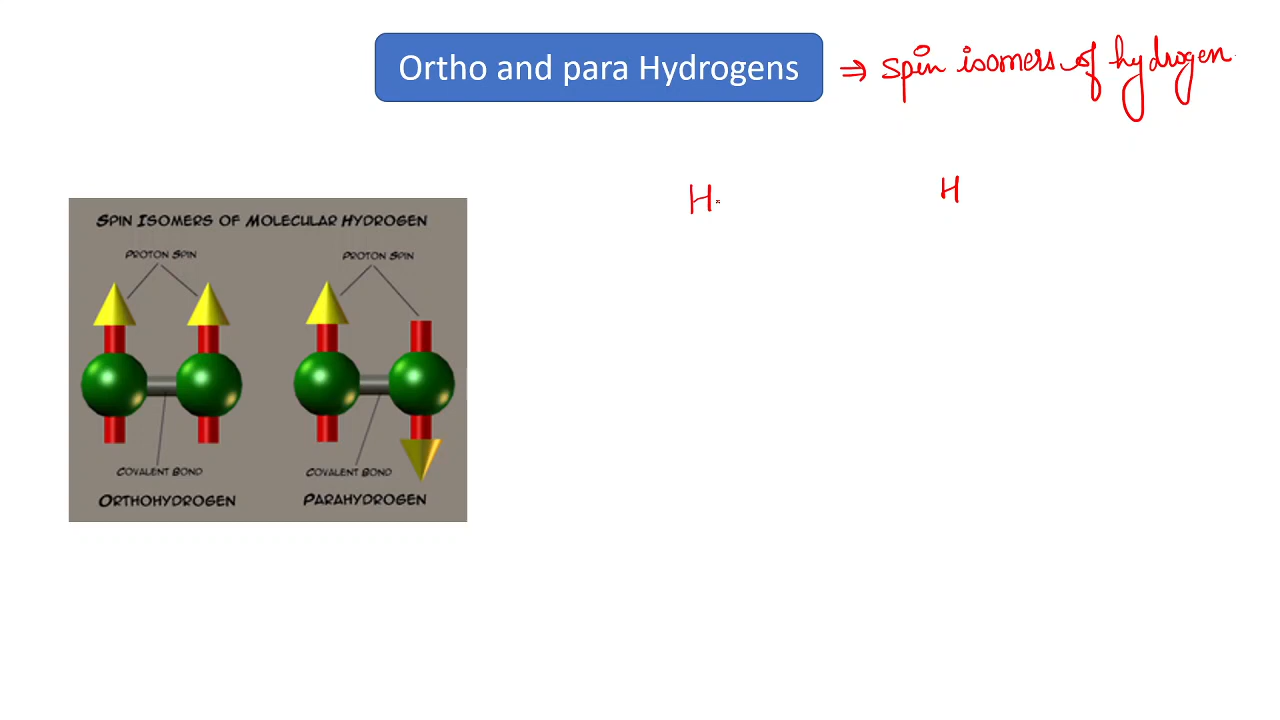 Ortho and para Hydrogens ⇒ spin isomers of hydrogen
H H
SPIN ISOMERS OF MOLECULAR HYDROGEN
PROTON SPIN PROTON SPIN
COVALENT BOND COVALENT BOND
ORTHOHYDROGEN PARAHYDROGEN